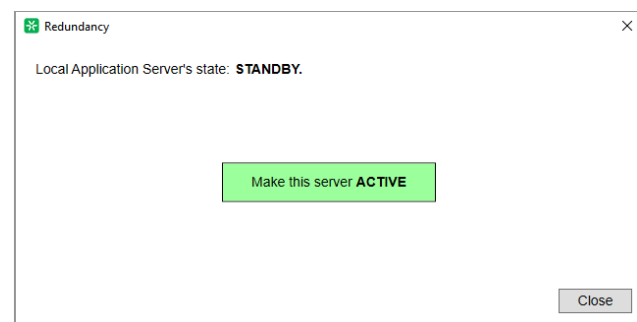 Redundancy
Local Application Server's state: STANDBY.
Make this server ACTIVE
Close